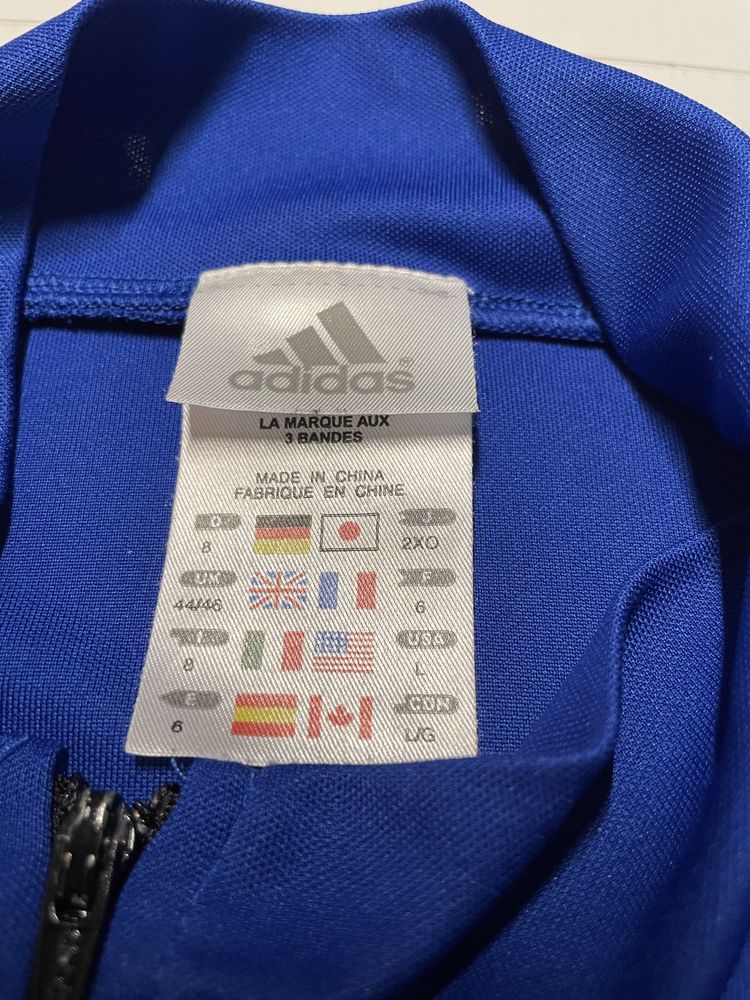 adidas®
LA MARQUE AUX
3 BANDES
MADE IN CHINA
FABRIQUE EN CHINE
D J
8 2XO
UK F
44/46 6
I USA
8 L
E CDN
6 L/G